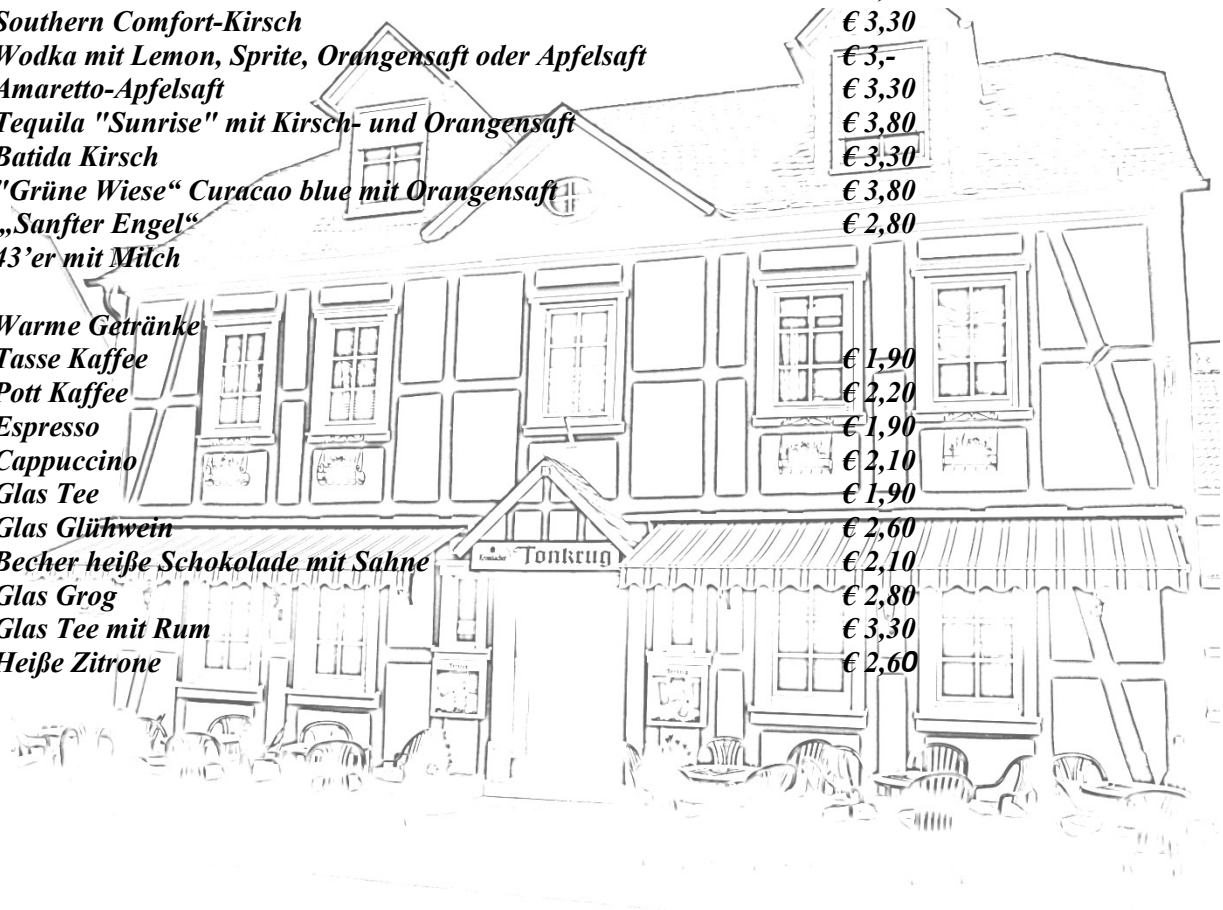 Southern Comfort-Kirsch € 3,30
Wodka mit Lemon, Sprite, Orangensaft oder Apfelsaft € 3,-
Amaretto-Apfelsaft € 3,30
Tequila "Sunrise" mit Kirsch- und Orangensaft € 3,80
Batida Kirsch € 3,30
"Grüne Wiese“ Curacao blue mit Orangensaft € 3,80
„Sanfter Engel“ € 2,80
43’er mit Milch
Warme Getränke
Tasse Kaffee € 1,90
Pott Kaffee € 2,20
Espresso € 1,90
Cappuccino € 2,10
Glas Tee € 1,90
Glas Glühwein € 2,60
Becher heiße Schokolade mit Sahne € 2,10
Tonkrug
Glas Grog € 2,80
Glas Tee mit Rum € 3,30
Heiße Zitrone € 2,60